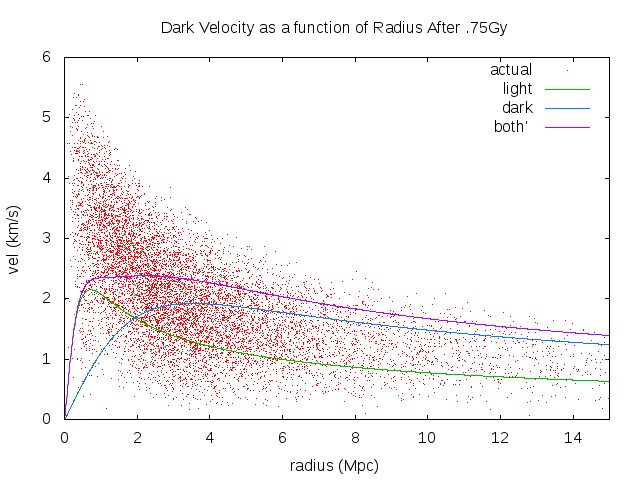 Dark Velocity as a function of Radius After .75Gy
6
5
4
3
2
1
0
vel (km/s)
actual
light
dark
both'
0 2 4 6 8 10 12 14
radius (Mpc)